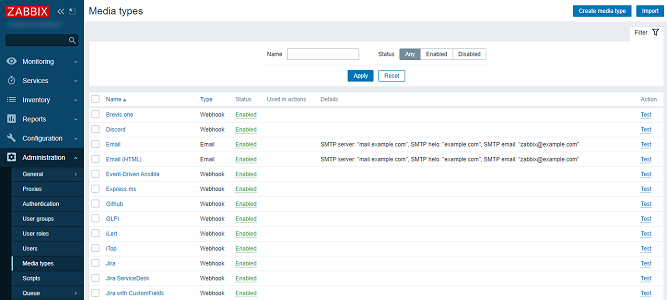 ZABBIX
Media types
Create media type
Import
Filter
Name
Status
Any
Enabled
Disabled
Apply
Reset
Monitoring
Services
Inventory
Reports
Configuration
Administration
General
Proxies
Authentication
User groups
User roles
Users
Media types
Scripts
Queue
Name Type Status Used in actions Details Action
Brevis.one Webhook Enabled Test
Discord Webhook Enabled Test
Email Email Enabled SMTP server: "mail.example.com", SMTP helo: "example.com", SMTP email: "zabbix@example.com" Test
Email (HTML) Email Enabled SMTP server: "mail.example.com", SMTP helo: "example.com", SMTP email: "zabbix@example.com" Test
Event-Driven Ansible Webhook Enabled Test
Express.ms Webhook Enabled Test
Github Webhook Enabled Test
GLPi Webhook Enabled Test
iLert Webhook Enabled Test
iTop Webhook Enabled Test
Jira Webhook Enabled Test
Jira ServiceDesk Webhook Enabled Test
Jira with CustomFields Webhook Enabled Test